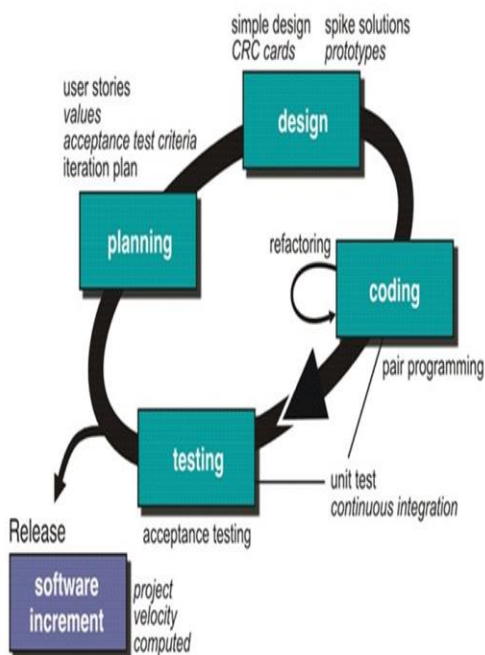 simple design
CRC cards
spike solutions
prototypes
user stories
values
acceptance test criteria
iteration plan
design
planning
refactoring
coding
pair programming
testing
unit test
continuous integration
acceptance testing
Release
software
increment
project
velocity
computed